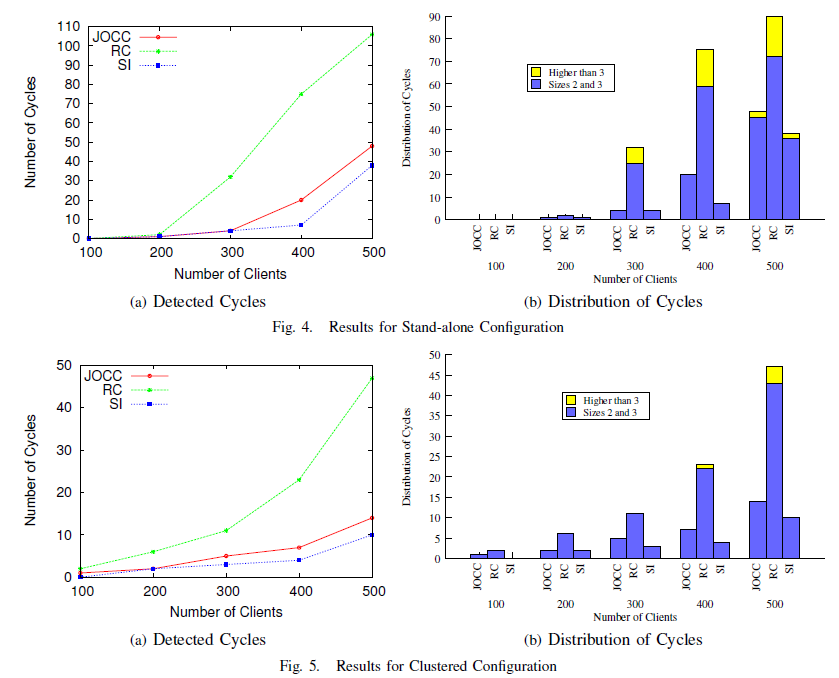 110
100
90
80
70
60
50
40
30
20
10
0
Number of Cycles
JOCC
RC
SI
100 200 300 400 500
Number of Clients
(a) Detected Cycles
90
80
70
60
50
40
30
20
10
0
Distribution of Cycles
Higher than 3
Sizes 2 and 3
JOCC RC SI JOCC RC SI JOCC RC SI JOCC RC SI JOCC RC SI
100 200 300 400 500
Number of Clients
(b) Distribution of Cycles
Fig. 4. Results for Stand-alone Configuration
50
40
30
20
10
0
Number of Cycles
JOCC
RC
SI
100 200 300 400 500
Number of Clients
(a) Detected Cycles
50
45
40
35
30
25
20
15
10
5
0
Distribution of Cycles
Higher than 3
Sizes 2 and 3
JOCC RC SI JOCC RC SI JOCC RC SI JOCC RC SI JOCC RC SI
100 200 300 400 500
Number of Clients
(b) Distribution of Cycles
Fig. 5. Results for Clustered Configuration